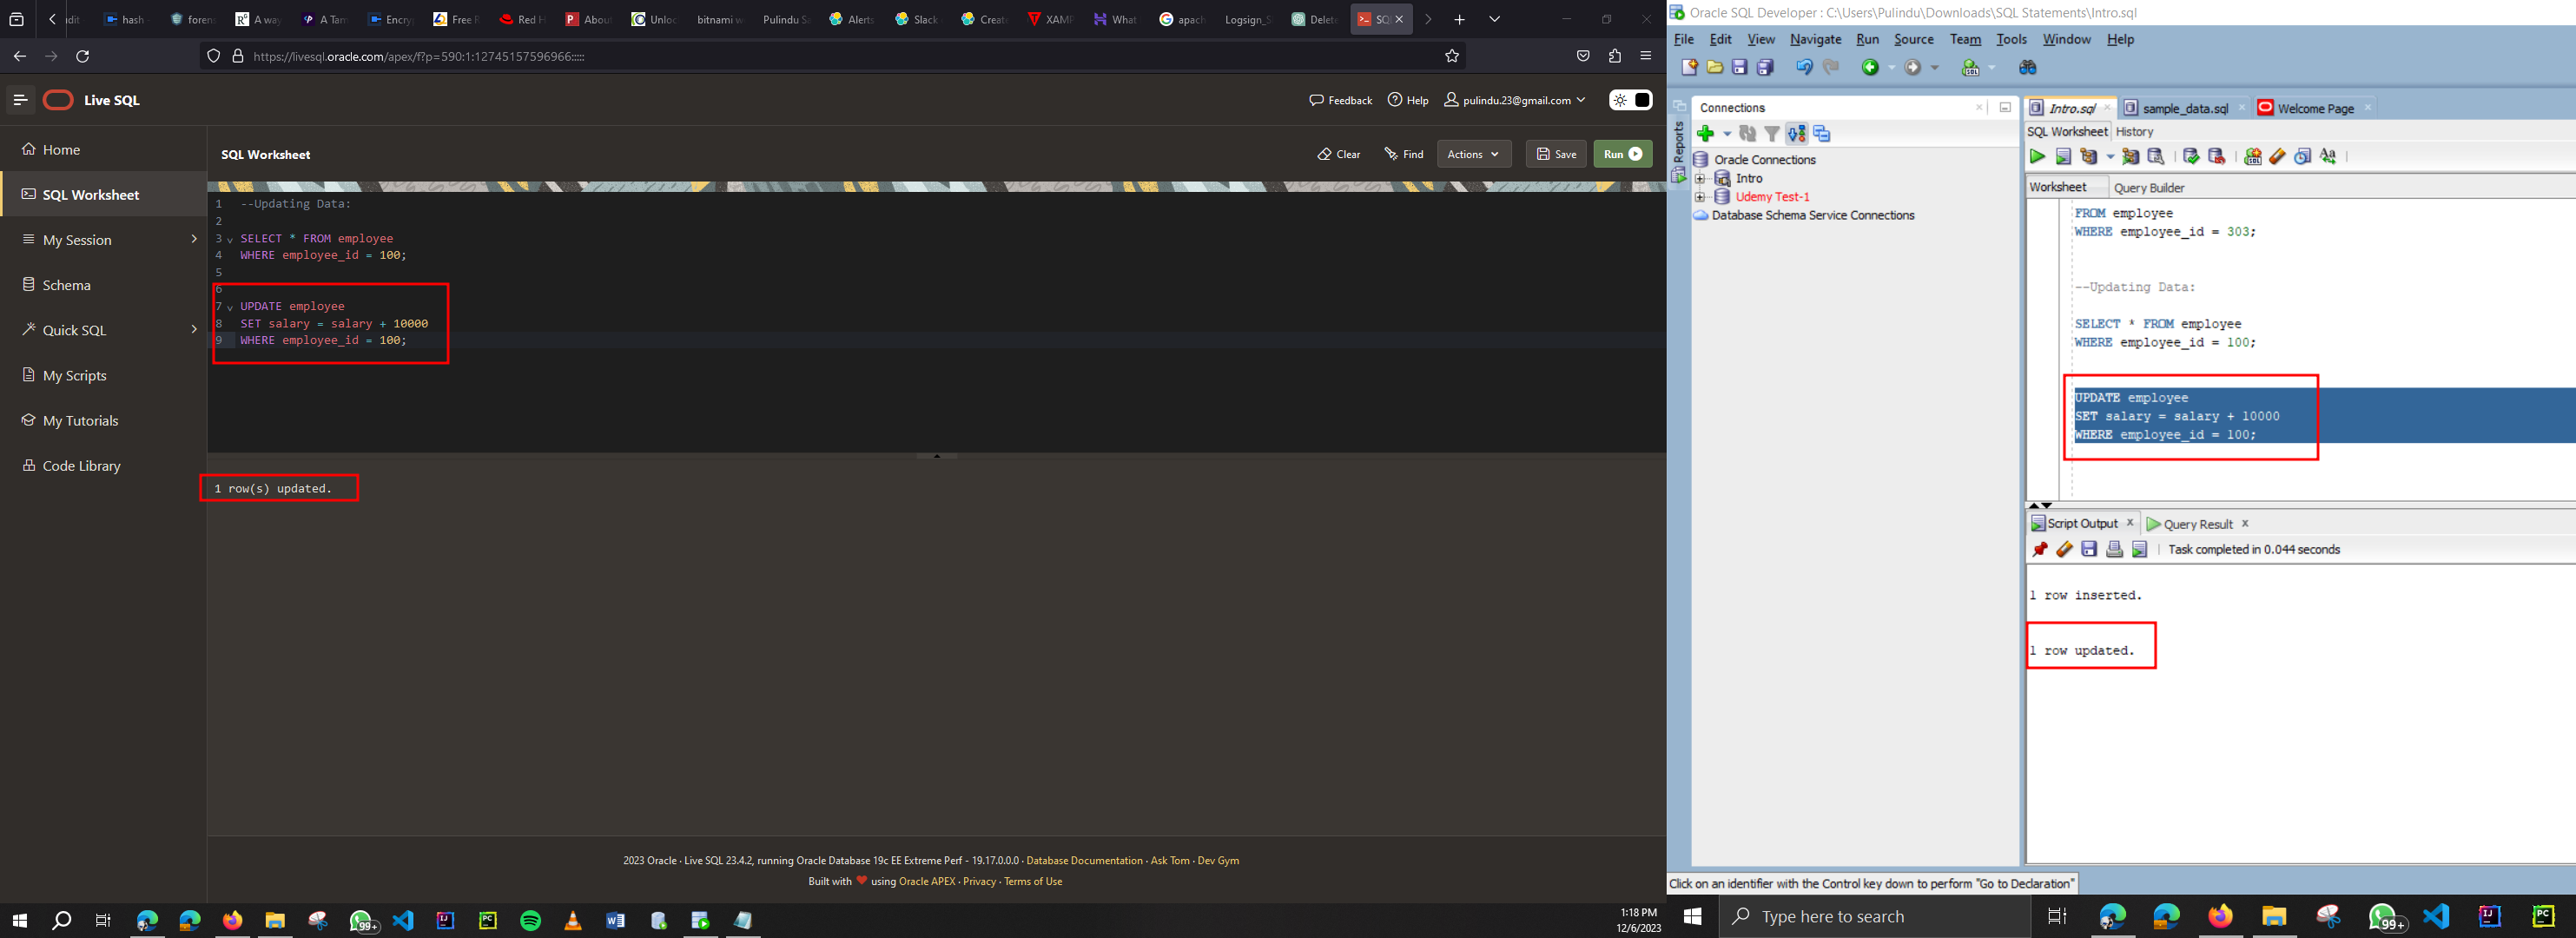 dit
hash-
foren
A way
A Tam
Encry
Free R
Red H
About
Unloc
bitnami w
Pulindu Sa
Alerts
Slack
Create
XAMP
What
apach
Logsign_S
Delete
SQ
https://livesql.oracle.com/apex/f?p=590:1:12745157596966:::::
Live SQL
Feedback
Help
pulindu.23@gmail.com
Home
SQL Worksheet
My Session
Schema
Quick SQL
My Scripts
My Tutorials
Code Library
SQL Worksheet
Clear
Find
Actions
Save
Run
1 --Updating Data:
2
3 SELECT * FROM employee
4 WHERE employee_id = 100;
5
6
7 UPDATE employee
8 SET salary = salary + 10000
9 WHERE employee_id = 100;
1 row(s) updated.
2023 Oracle · Live SQL 23.4.2, running Oracle Database 19c EE Extreme Perf - 19.17.0.0.0 · Database Documentation · Ask Tom · Dev Gym
Built with ❤ using Oracle APEX · Privacy · Terms of Use
99+
1:18 PM
12/6/2023
Oracle SQL Developer : C:\Users\Pulindu\Downloads\SQL Statements\Intro.sql
File Edit View Navigate Run Source Team Tools Window Help
Reports
Connections
Oracle Connections
Intro
Udemy Test-1
Database Schema Service Connections
Intro.sql
sample_data.sql
Welcome Page
SQL Worksheet History
Worksheet Query Builder
FROM employee
WHERE employee_id = 303;
--Updating Data:
SELECT * FROM employee
WHERE employee_id = 100;
UPDATE employee
SET salary = salary + 10000
WHERE employee_id = 100;
Script Output
Query Result
Task completed in 0.044 seconds
1 row inserted.
1 row updated.
Click on an identifier with the Control key down to perform "Go to Declaration"
Type here to search
99+